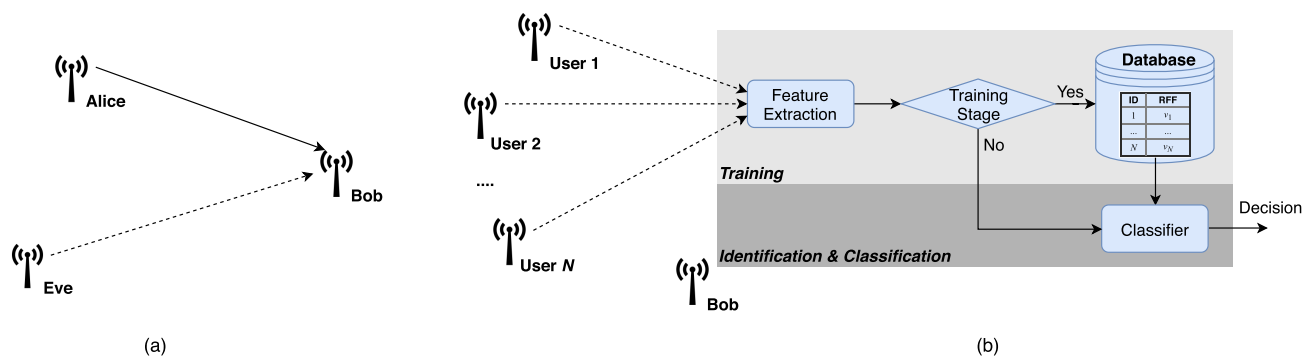 Alice
Bob
Eve
(a)
User 1
User 2
....
User N
Bob
Feature
Extraction
Training
Stage
Yes
No
Database
ID RFF
1 v1
... ...
N vN
Training
Classifier
Decision
Identification & Classification
(b)